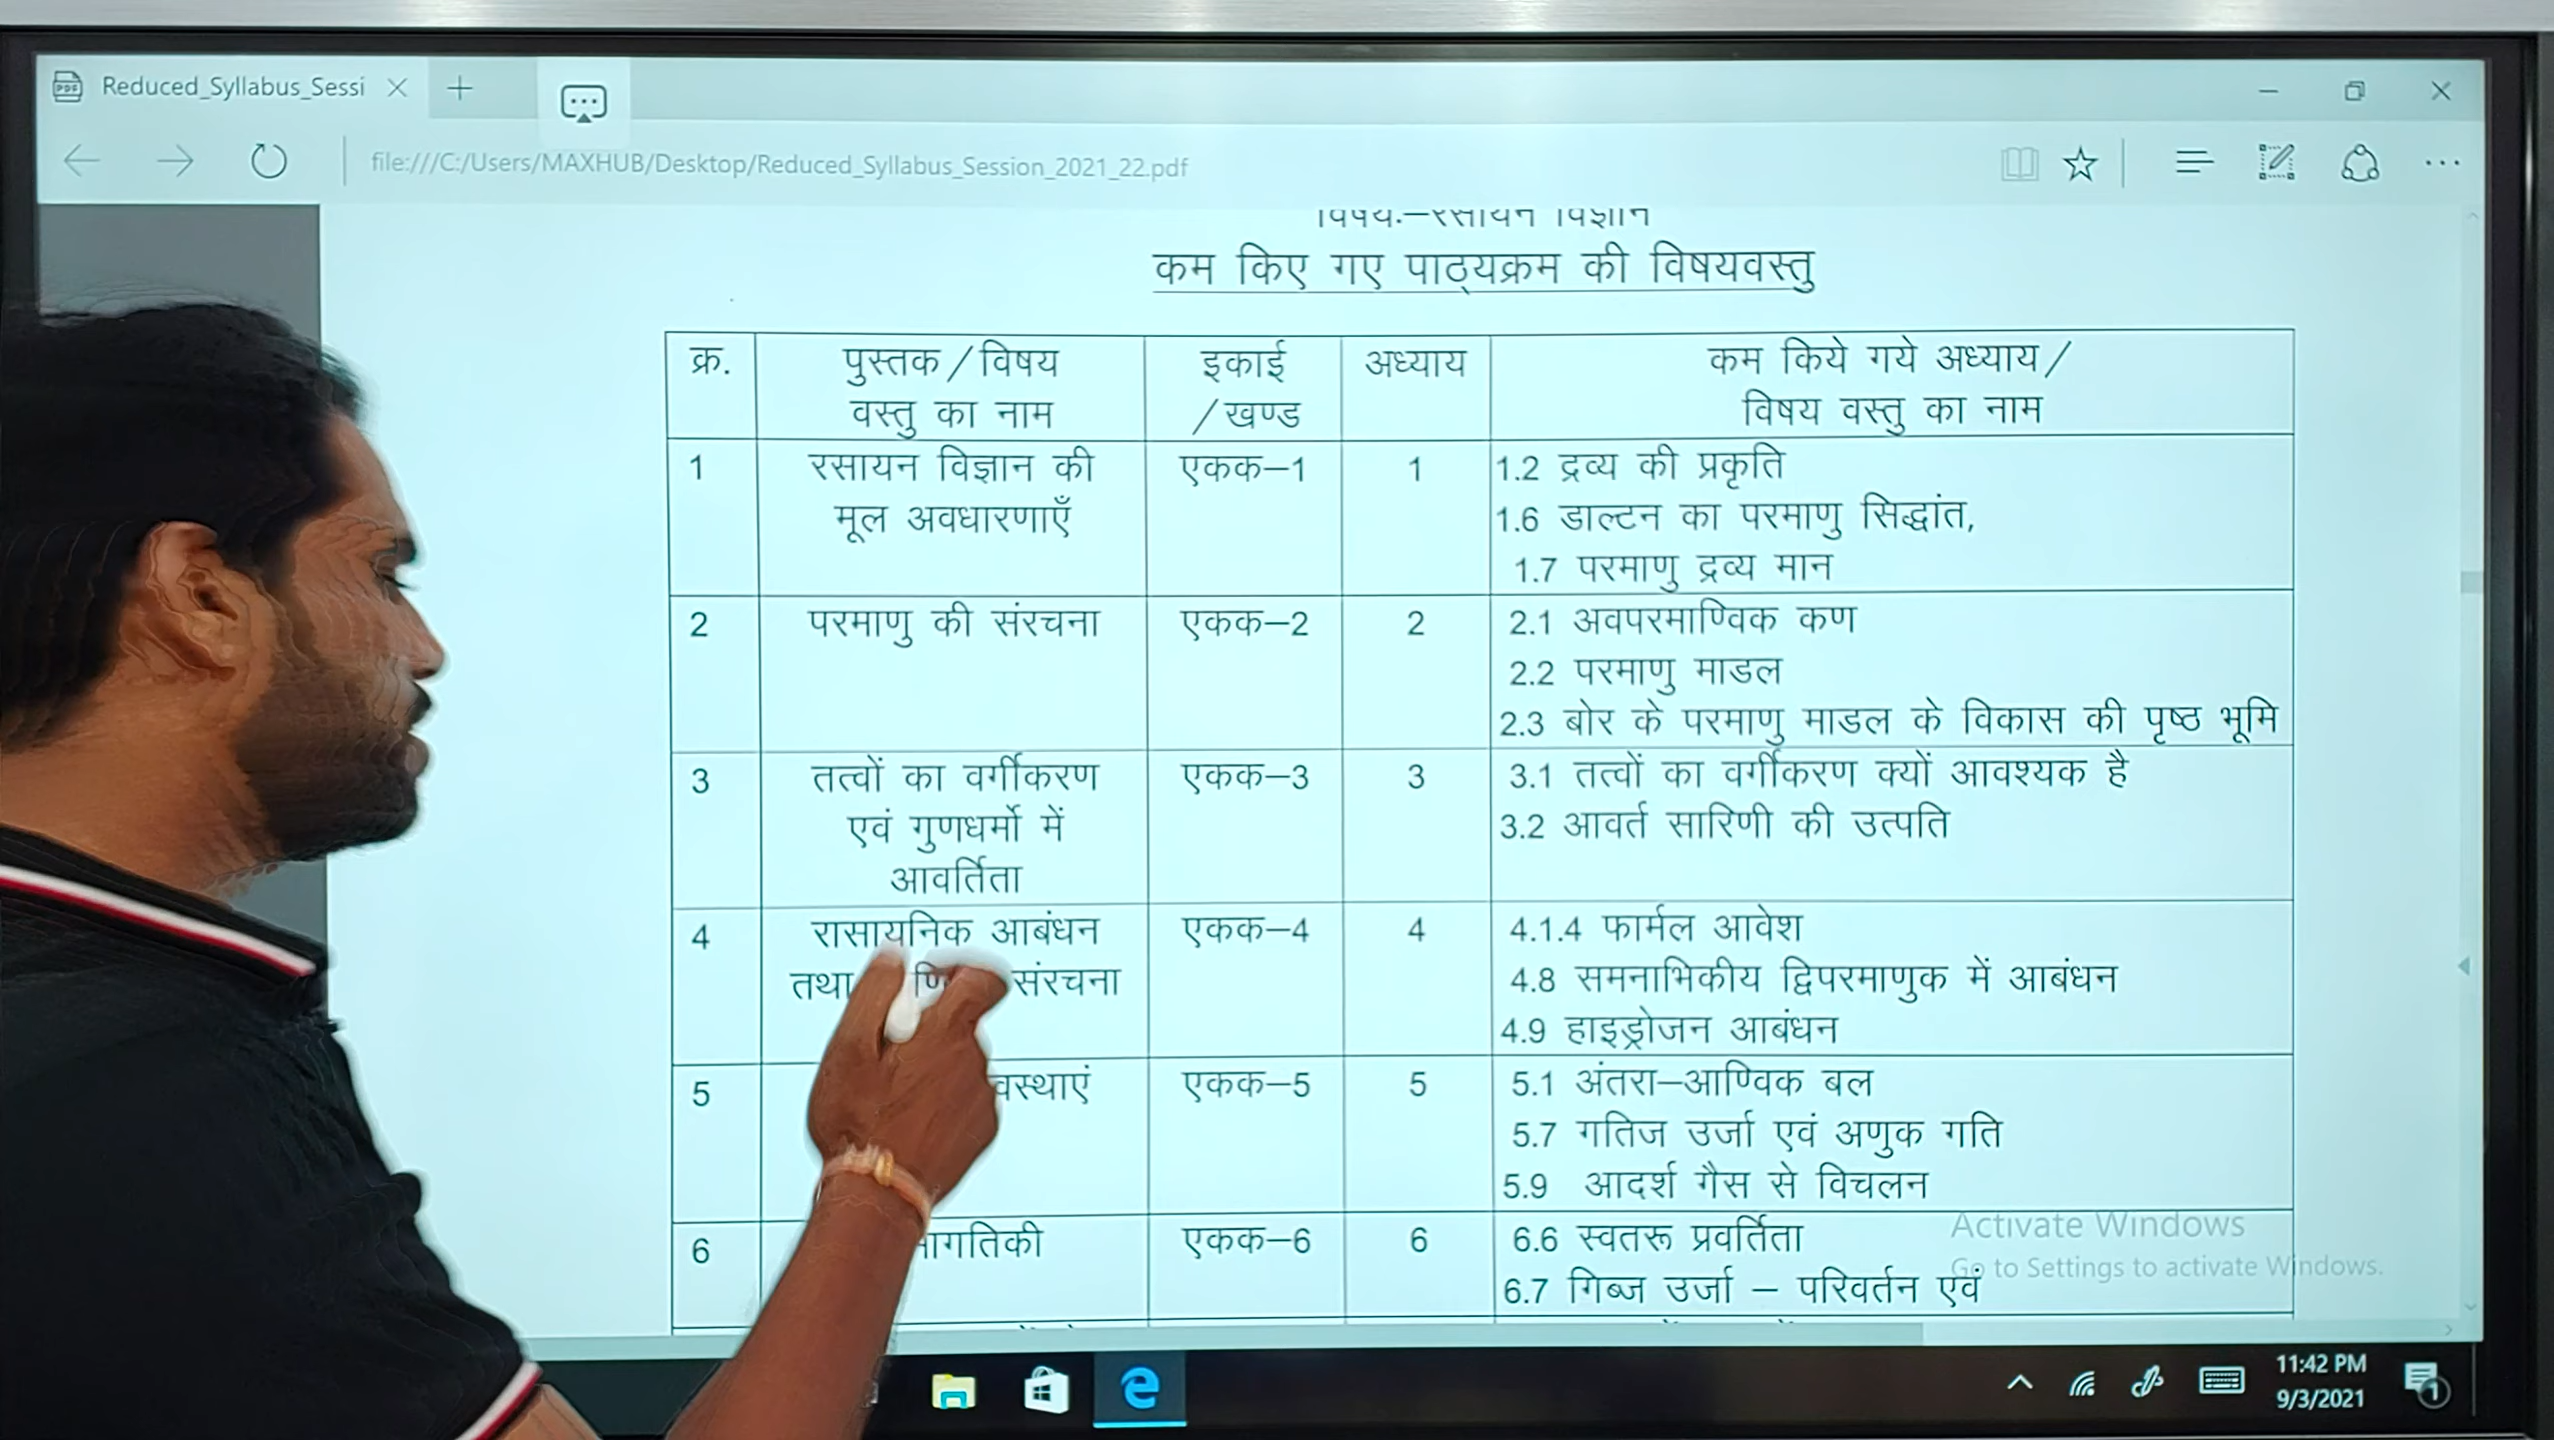 Reduced_Syllabus_Sessi
file:///C:/Users/MAXHUB/Desktop/Reduced_Syllabus_Session_2021_22.pdf
विषय:–रसायन विज्ञान
कम किए गए पाठ्यक्रम की विषयवस्तु
क्र. पुस्तक/विषय वस्तु का नाम इकाई/खण्ड अध्याय कम किये गये अध्याय/विषय वस्तु का नाम
1 रसायन विज्ञान की मूल अवधारणाएँ एकक–1 1 1.2 द्रव्य की प्रकृति
1.6 डाल्टन का परमाणु सिद्धांत,
1.7 परमाणु द्रव्य मान
2 परमाणु की संरचना एकक–2 2 2.1 अवपरमाण्विक कण
2.2 परमाणु माडल
2.3 बोर के परमाणु माडल के विकास की पृष्ठ भूमि
3 तत्वों का वर्गीकरण एवं गुणधर्मो में आवर्तिता एकक–3 3 3.1 तत्वों का वर्गीकरण क्यों आवश्यक है
3.2 आवर्त सारिणी की उत्पति
4 रासायनिक आबंधन तथा संरचना एकक–4 4 4.1.4 फार्मल आवेश
4.8 समनाभिकीय द्विपरमाणुक में आबंधन
4.9 हाइड्रोजन आबंधन
5 वस्थाएं एकक–5 5 5.1 अंतरा–आण्विक बल
5.7 गतिज उर्जा एवं अणुक गति
5.9 आदर्श गैस से विचलन
6 ागतिकी एकक–6 6 6.6 स्वतरू प्रवर्तिता
6.7 गिब्ज उर्जा – परिवर्तन एवं
Activate Windows
Go to Settings to activate Windows.
11:42 PM
9/3/2021
1